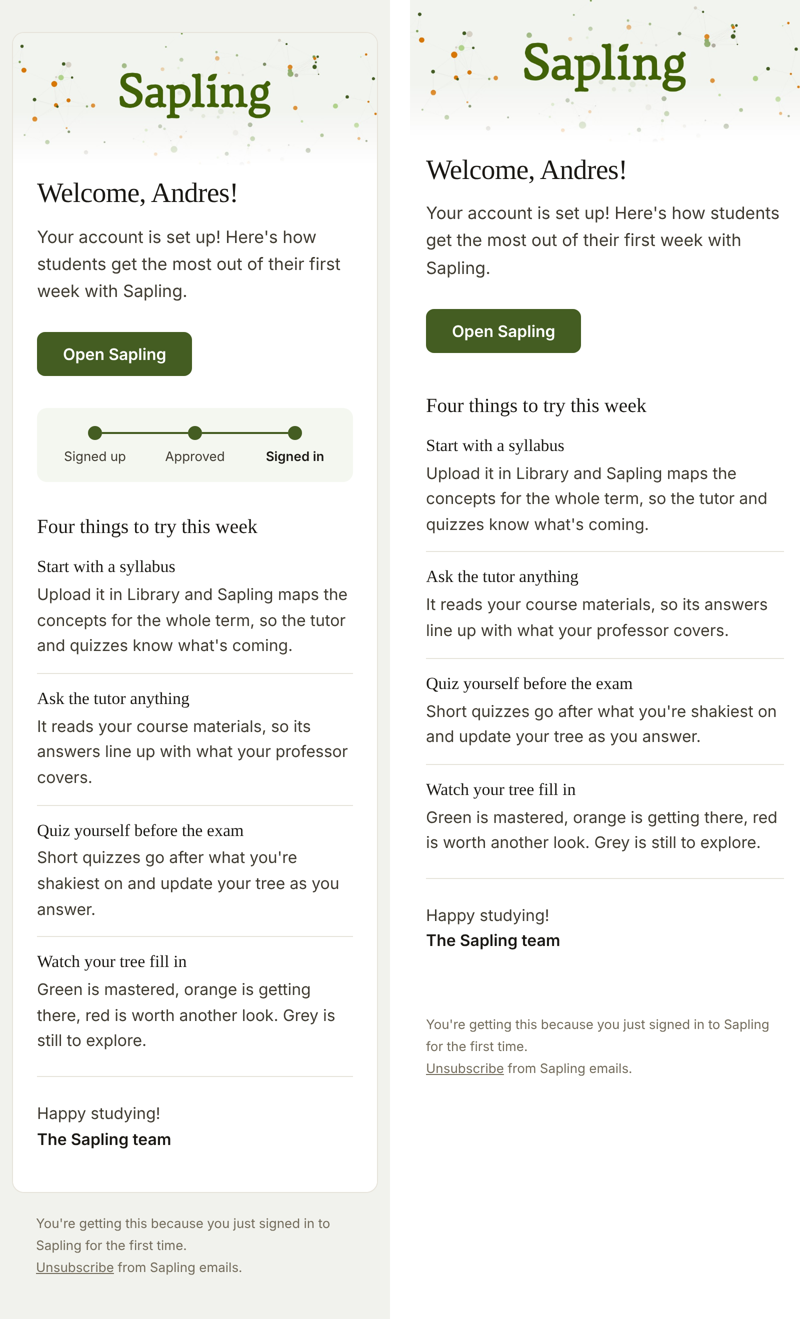 Sapling
Welcome, Andres!
Your account is set up! Here's how
students get the most out of their first
week with Sapling.
Open Sapling
Signed up
Approved
Signed in
Four things to try this week
Start with a syllabus
Upload it in Library and Sapling maps the
concepts for the whole term, so the tutor
and quizzes know what's coming.
Ask the tutor anything
It reads your course materials, so its
answers line up with what your professor
covers.
Quiz yourself before the exam
Short quizzes go after what you're
shakiest on and update your tree as you
answer.
Watch your tree fill in
Green is mastered, orange is getting
there, red is worth another look. Grey is
still to explore.
Happy studying!
The Sapling team
You're getting this because you just signed in to
Sapling for the first time.
Unsubscribe from Sapling emails.
Sapling
Welcome, Andres!
Your account is set up! Here's how students
get the most out of their first week with
Sapling.
Open Sapling
Four things to try this week
Start with a syllabus
Upload it in Library and Sapling maps the
concepts for the whole term, so the tutor and
quizzes know what's coming.
Ask the tutor anything
It reads your course materials, so its answers
line up with what your professor covers.
Quiz yourself before the exam
Short quizzes go after what you're shakiest on
and update your tree as you answer.
Watch your tree fill in
Green is mastered, orange is getting there, red
is worth another look. Grey is still to explore.
Happy studying!
The Sapling team
You're getting this because you just signed in to Sapling
for the first time.
Unsubscribe from Sapling emails.